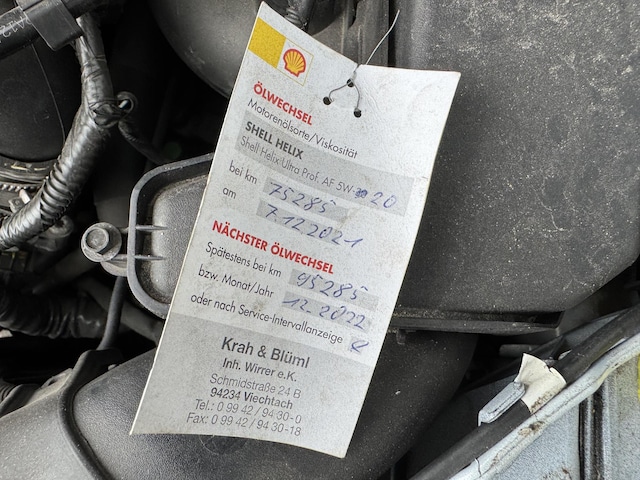 ÖLWECHSEL
Motorenölsorte/Viskosität
SHELL HELIX
Shell Helix Ultra Prof. AF 5W-20
bei km 75285
am 7.12.2021
NÄCHSTER ÖLWECHSEL
Spätestens bei km 95285
bzw. Monat/Jahr 12.2022
oder nach Service-Intervallanzeige
Krah & Blüml
Inh. Wirrer e.K.
Schmidstraße 24 B
94234 Viechtach
Tel.: 0 99 42 / 94 30-0
Fax: 0 99 42 / 94 30-18